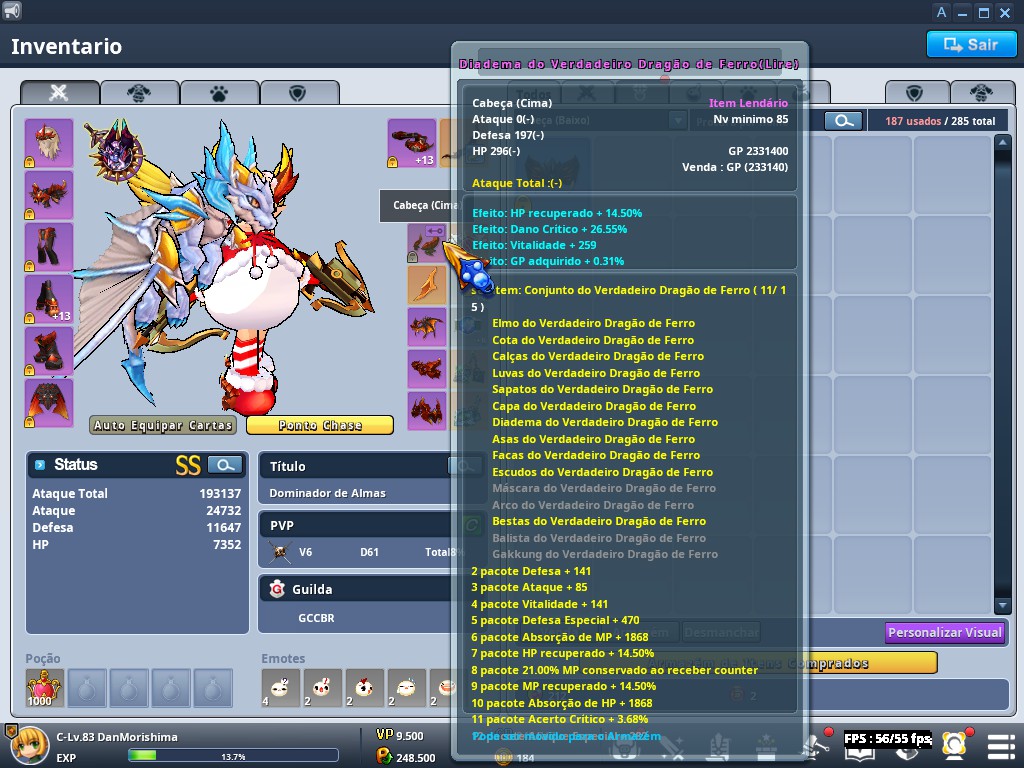 A
Inventario
Sair
187 usados / 285 total
+13
+13
Cabeça (Cima
Auto Equipar Cartas
Ponto Chase
Status
SS
Ataque Total 193137
Ataque 24732
Defesa 11647
HP 7352
Título
Dominador de Almas
PVP
V6 D61 Total8%
Guilda
GCCBR
Poção
1000
Emotes
4 2 2 2 2
Diadema do Verdadeiro Dragão de Ferro(Lire)
Cabeça (Cima) Item Lendário
Ataque 0(-) Nv minimo 85
Defesa 197(-)
HP 296(-) GP 2331400
Venda : GP (233140)
Ataque Total :(-)
Efeito: HP recuperado + 14.50%
Efeito: Dano Crítico + 26.55%
Efeito: Vitalidade + 259
Efeito: GP adquirido + 0.31%
tem: Conjunto do Verdadeiro Dragão de Ferro ( 11/ 1
5 )
Elmo do Verdadeiro Dragão de Ferro
Cota do Verdadeiro Dragão de Ferro
Calças do Verdadeiro Dragão de Ferro
Luvas do Verdadeiro Dragão de Ferro
Sapatos do Verdadeiro Dragão de Ferro
Capa do Verdadeiro Dragão de Ferro
Diadema do Verdadeiro Dragão de Ferro
Asas do Verdadeiro Dragão de Ferro
Facas do Verdadeiro Dragão de Ferro
Escudos do Verdadeiro Dragão de Ferro
Máscara do Verdadeiro Dragão de Ferro
Arco do Verdadeiro Dragão de Ferro
Bestas do Verdadeiro Dragão de Ferro
Balista do Verdadeiro Dragão de Ferro
Gakkung do Verdadeiro Dragão de Ferro
2 pacote Defesa + 141
3 pacote Ataque + 85
4 pacote Vitalidade + 141
5 pacote Defesa Especial + 470
6 pacote Absorção de MP + 1868
7 pacote HP recuperado + 14.50%
8 pacote 21.00% MP conservado ao receber counter
9 pacote MP recuperado + 14.50%
10 pacote Absorção de HP + 1868
11 pacote Acerto Crítico + 3.68%
Desmanchar
Personalizar Visual
Comprados
2
C-Lv.83 DanMorishima
EXP 13.7%
VP 9.500
248.500
184
FPS : 56/55 fps